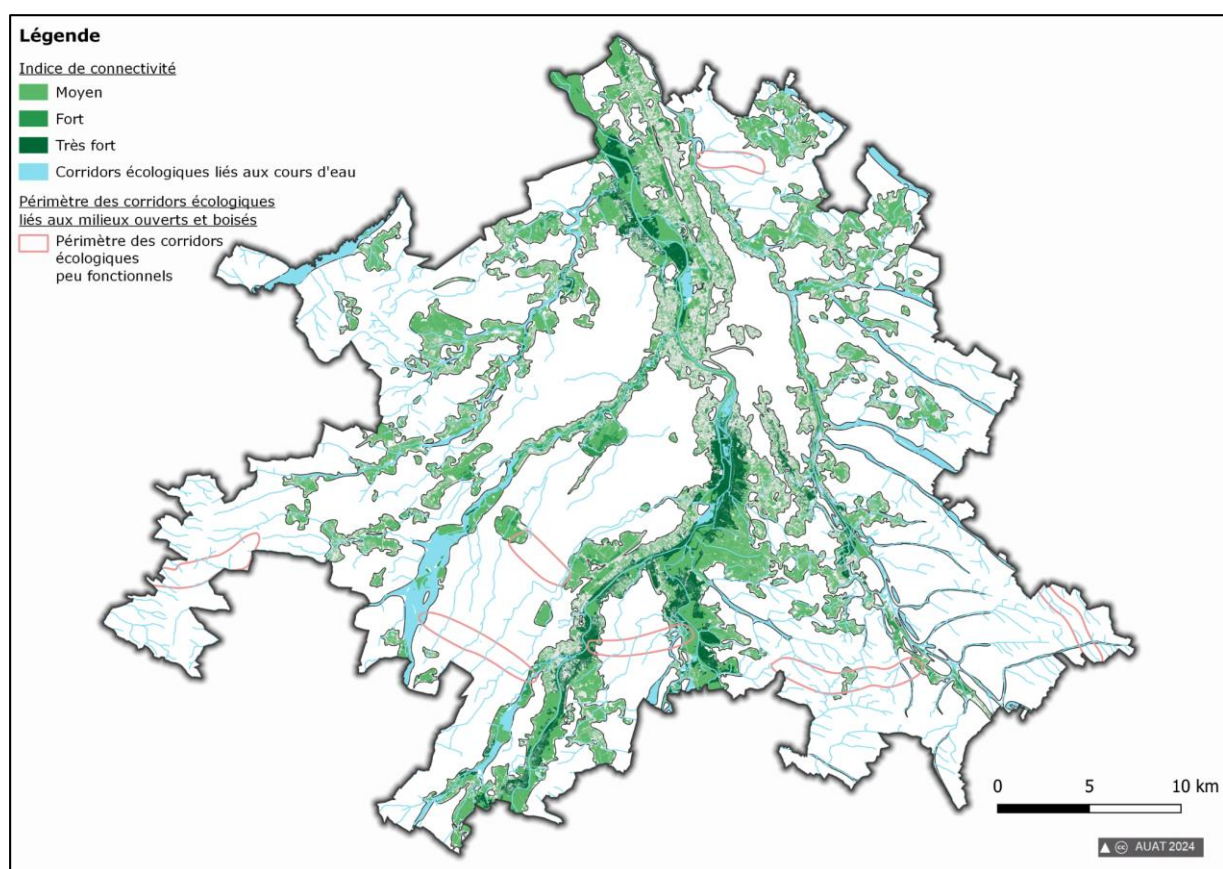 Légende
Indice de connectivité
Moyen
Fort
Très fort
Corridors écologiques liés aux cours d'eau
Périmètre des corridors écologiques
liés aux milieux ouverts et boisés
Périmètre des corridors
écologiques
peu fonctionnels
0 5 10 km
cc AUAT 2024